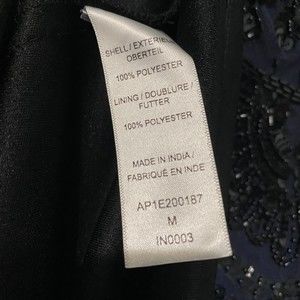 SHELL / EXTERIEUR
OBERTEIL
100% POLYESTER
LINING / DOUBLURE /
FUTTER
100% POLYESTER
MADE IN INDIA /
FABRIQUÉ EN INDE
AP1E200187
M
IN0003